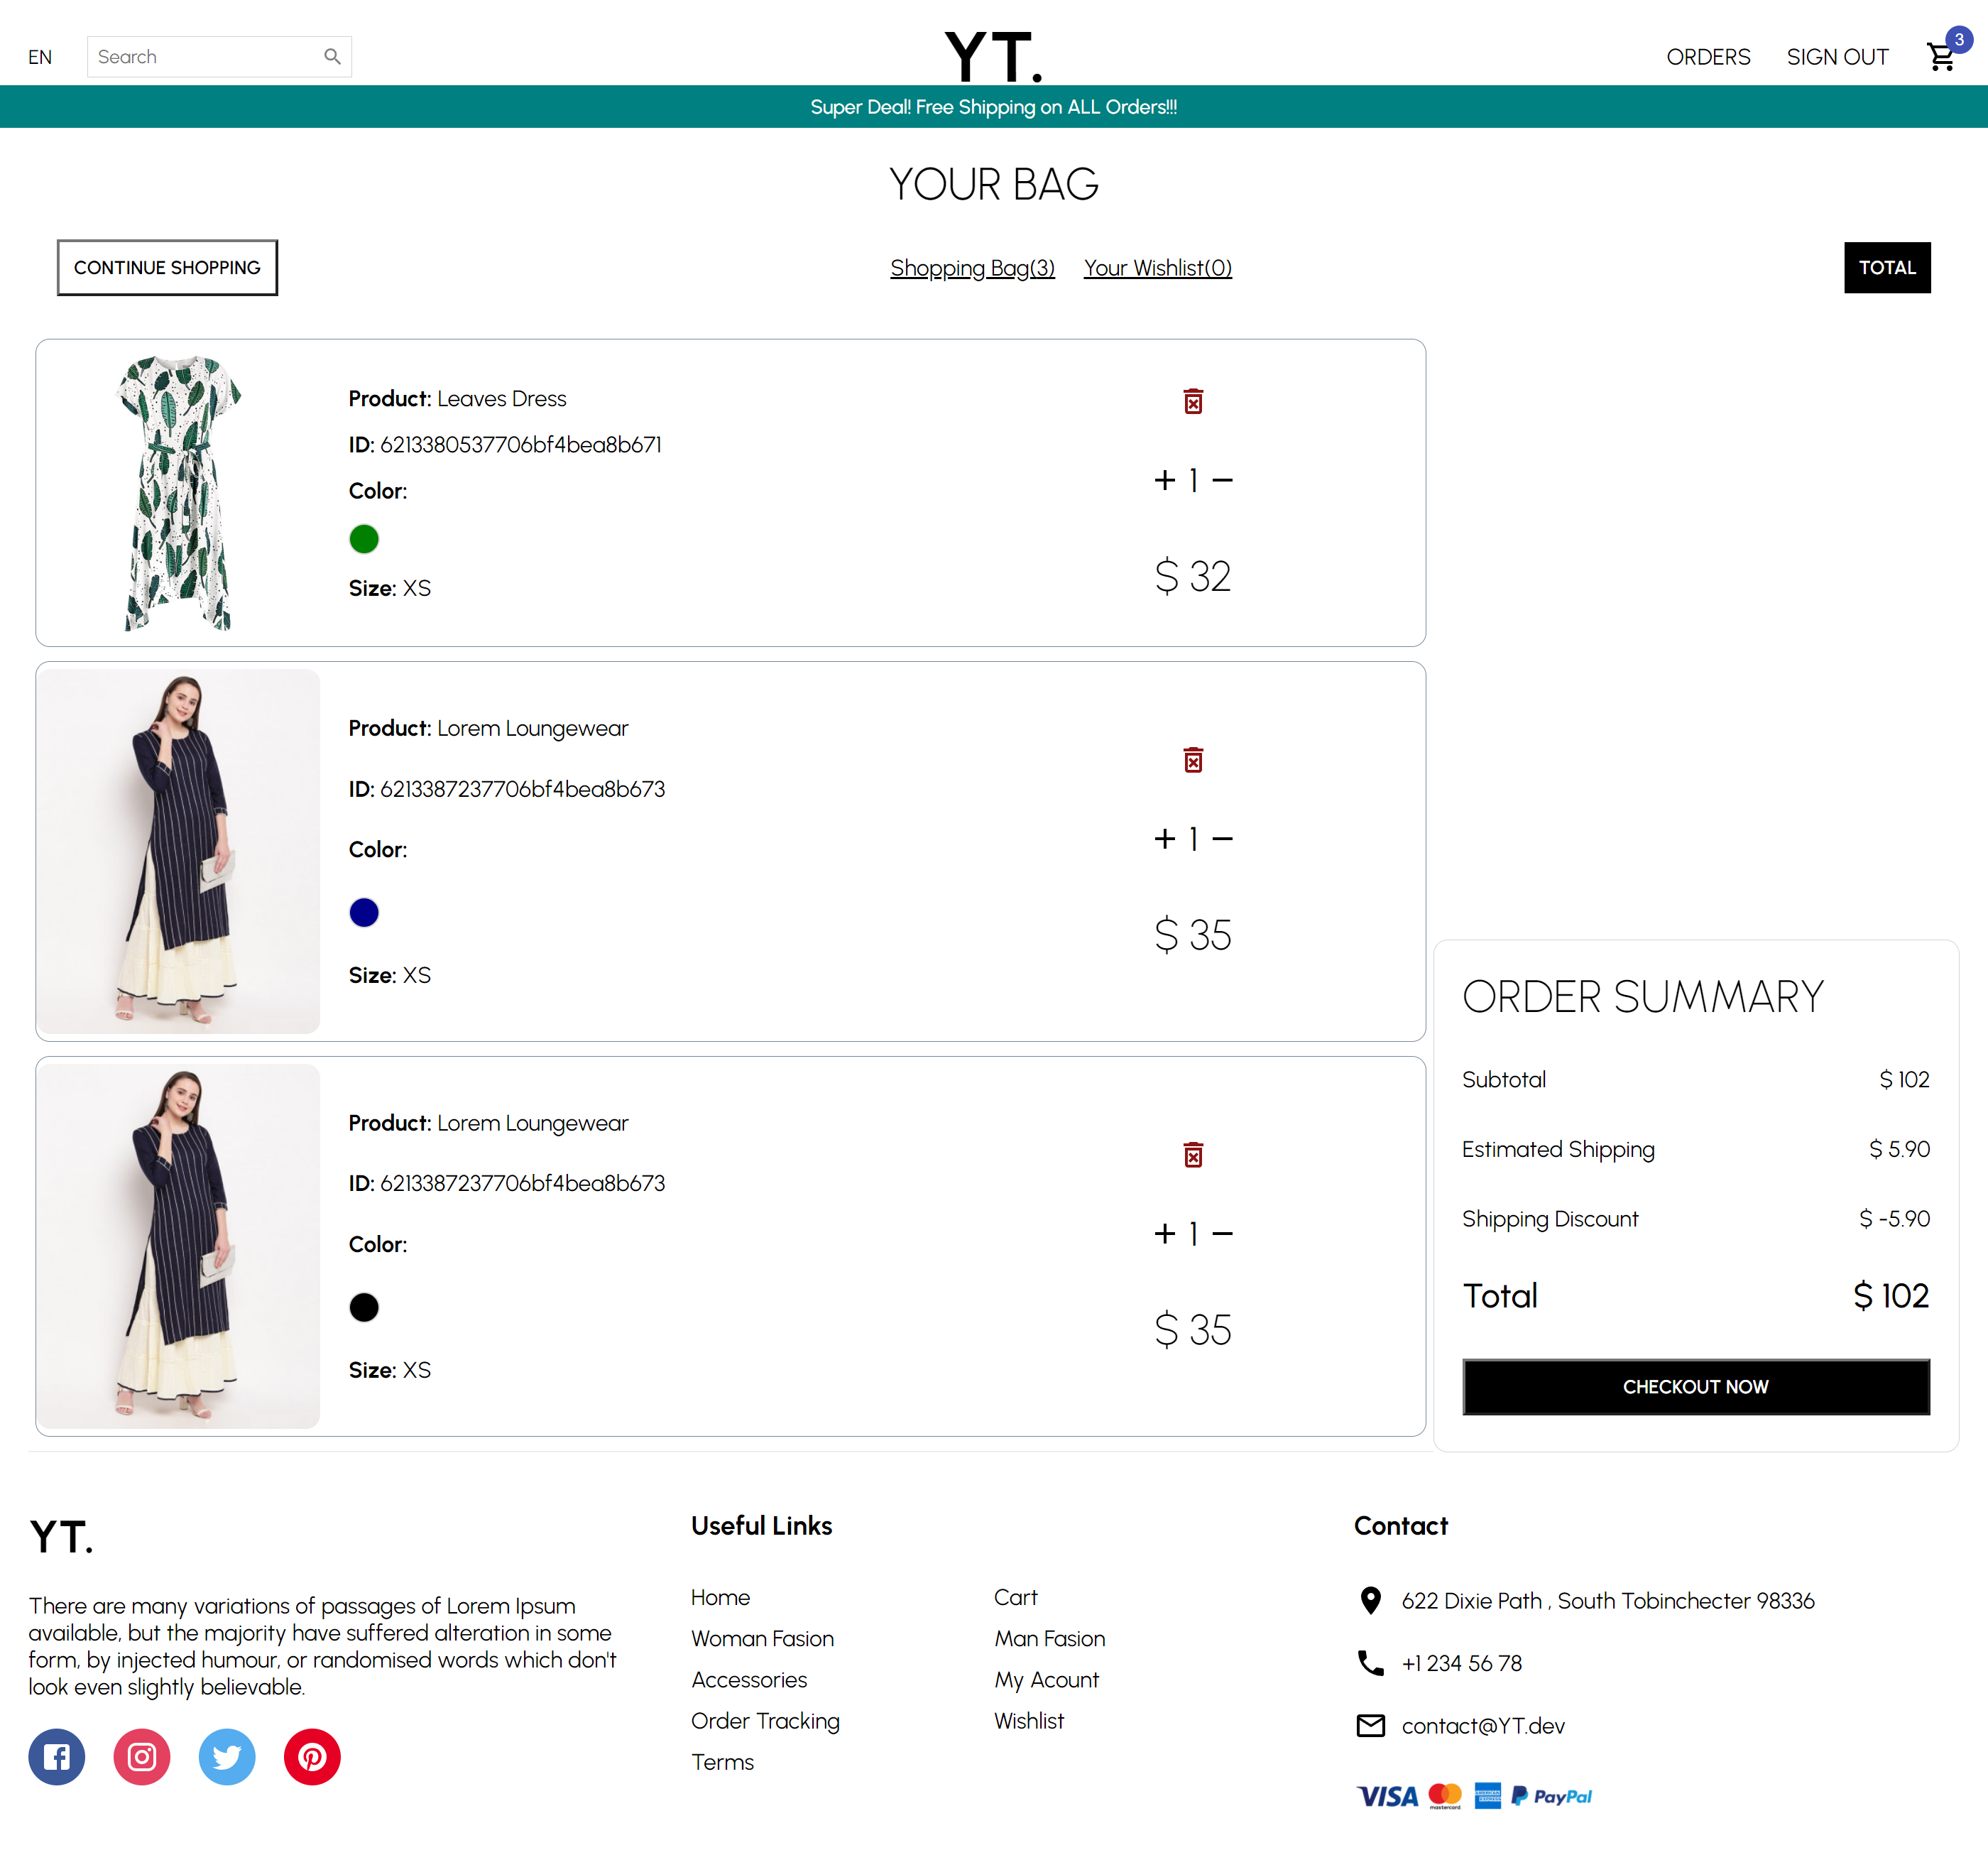 EN
Search
YT.
ORDERS
SIGN OUT
3
Super Deal! Free Shipping on ALL Orders!!!
YOUR BAG
CONTINUE SHOPPING
Shopping Bag(3)
Your Wishlist(0)
TOTAL
Product: Leaves Dress
ID: 6213380537706bf4bea8b671
Color:
Size: XS
+ 1 −
$ 32
Product: Lorem Loungewear
ID: 6213387237706bf4bea8b673
Color:
Size: XS
+ 1 −
$ 35
Product: Lorem Loungewear
ID: 6213387237706bf4bea8b673
Color:
Size: XS
+ 1 −
$ 35
ORDER SUMMARY
Subtotal $ 102
Estimated Shipping $ 5.90
Shipping Discount $ -5.90
Total $ 102
CHECKOUT NOW
YT.
There are many variations of passages of Lorem Ipsum
available, but the majority have suffered alteration in some
form, by injected humour, or randomised words which don't
look even slightly believable.
Useful Links
Home
Cart
Woman Fasion
Man Fasion
Accessories
My Acount
Order Tracking
Wishlist
Terms
Contact
622 Dixie Path , South Tobinchecter 98336
+1 234 56 78
contact@YT.dev
VISA
mastercard
PayPal